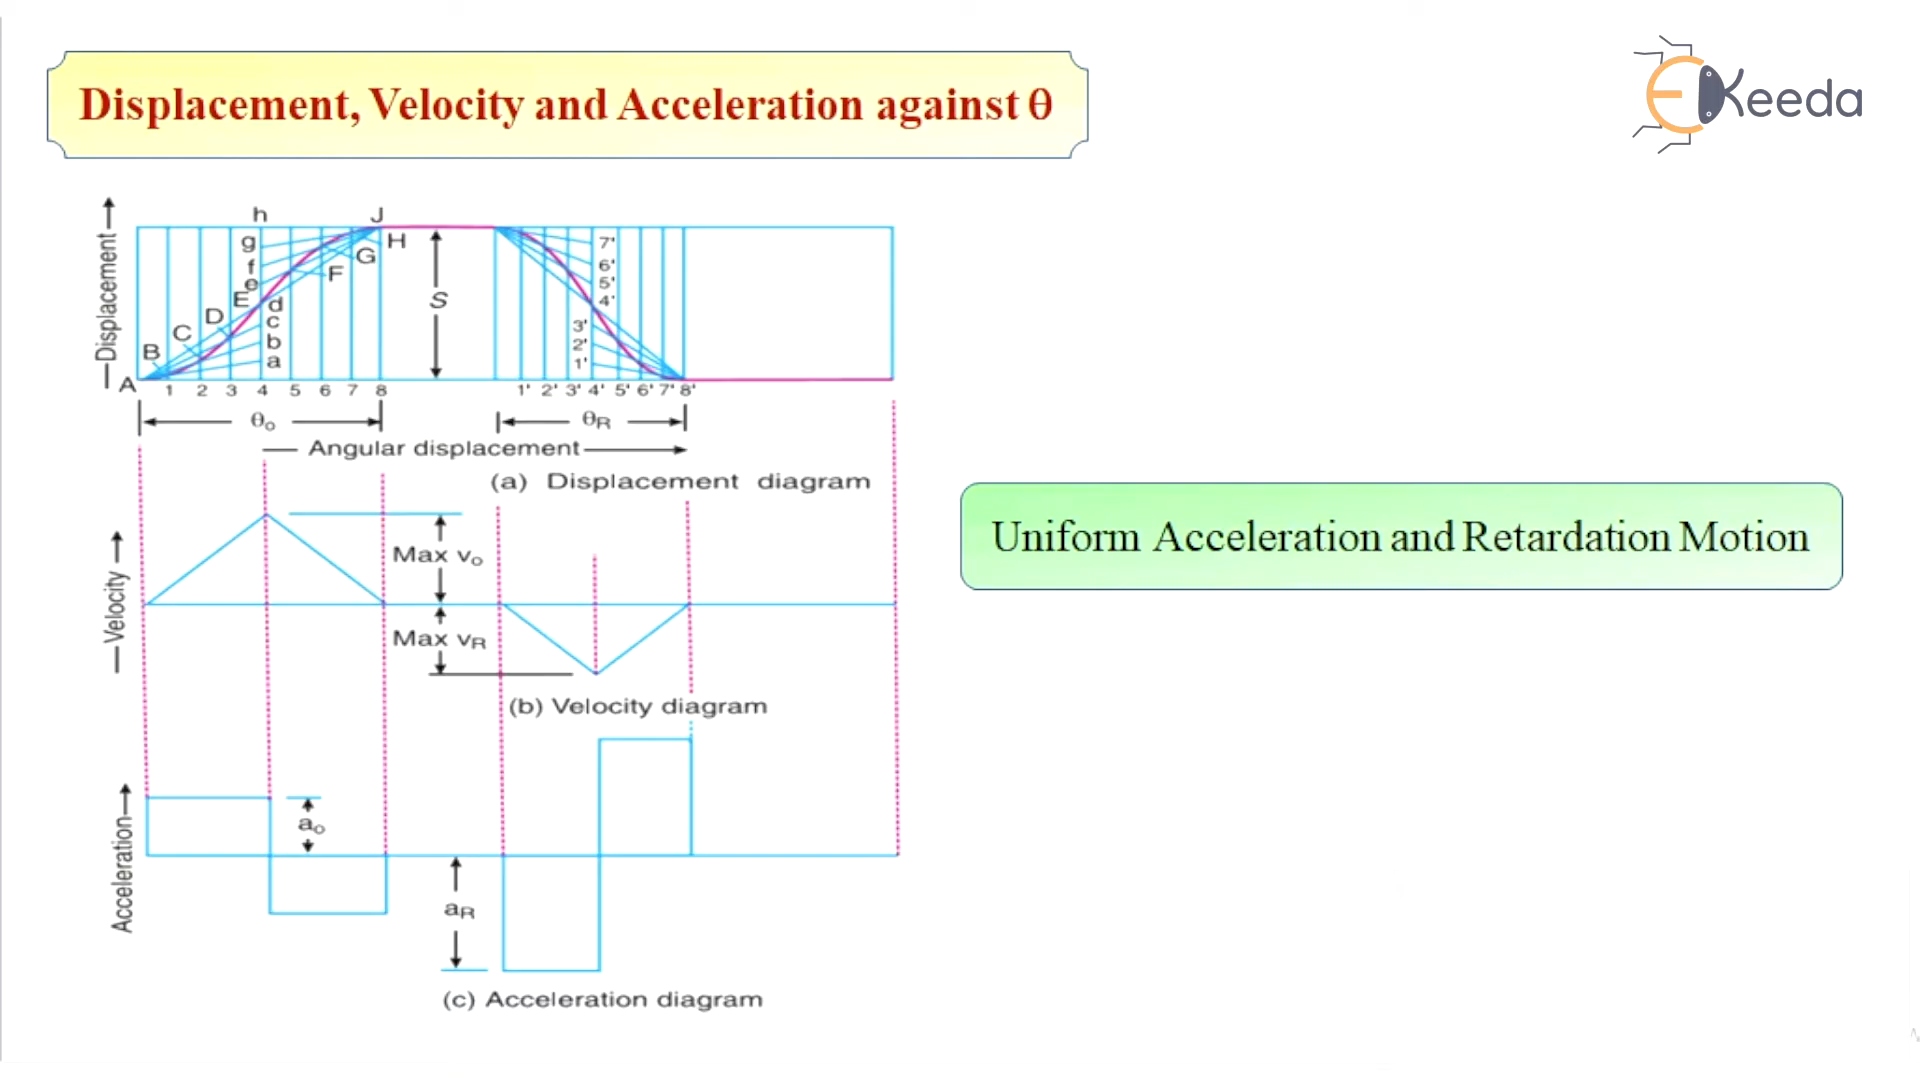 Displacement, Velocity and Acceleration against θ
EKeeda
Displacement
h
J
g
H
f
G
e
F
E
d
D
c
C
b
B
a
A
S
7'
6'
5'
4'
3'
2'
1'
1 2 3 4 5 6 7 8
1' 2' 3' 4' 5' 6' 7' 8'
θo
θR
Angular displacement
(a) Displacement diagram
Velocity
Max vo
Max vR
(b) Velocity diagram
Uniform Acceleration and Retardation Motion
Acceleration
ao
aR
(c) Acceleration diagram